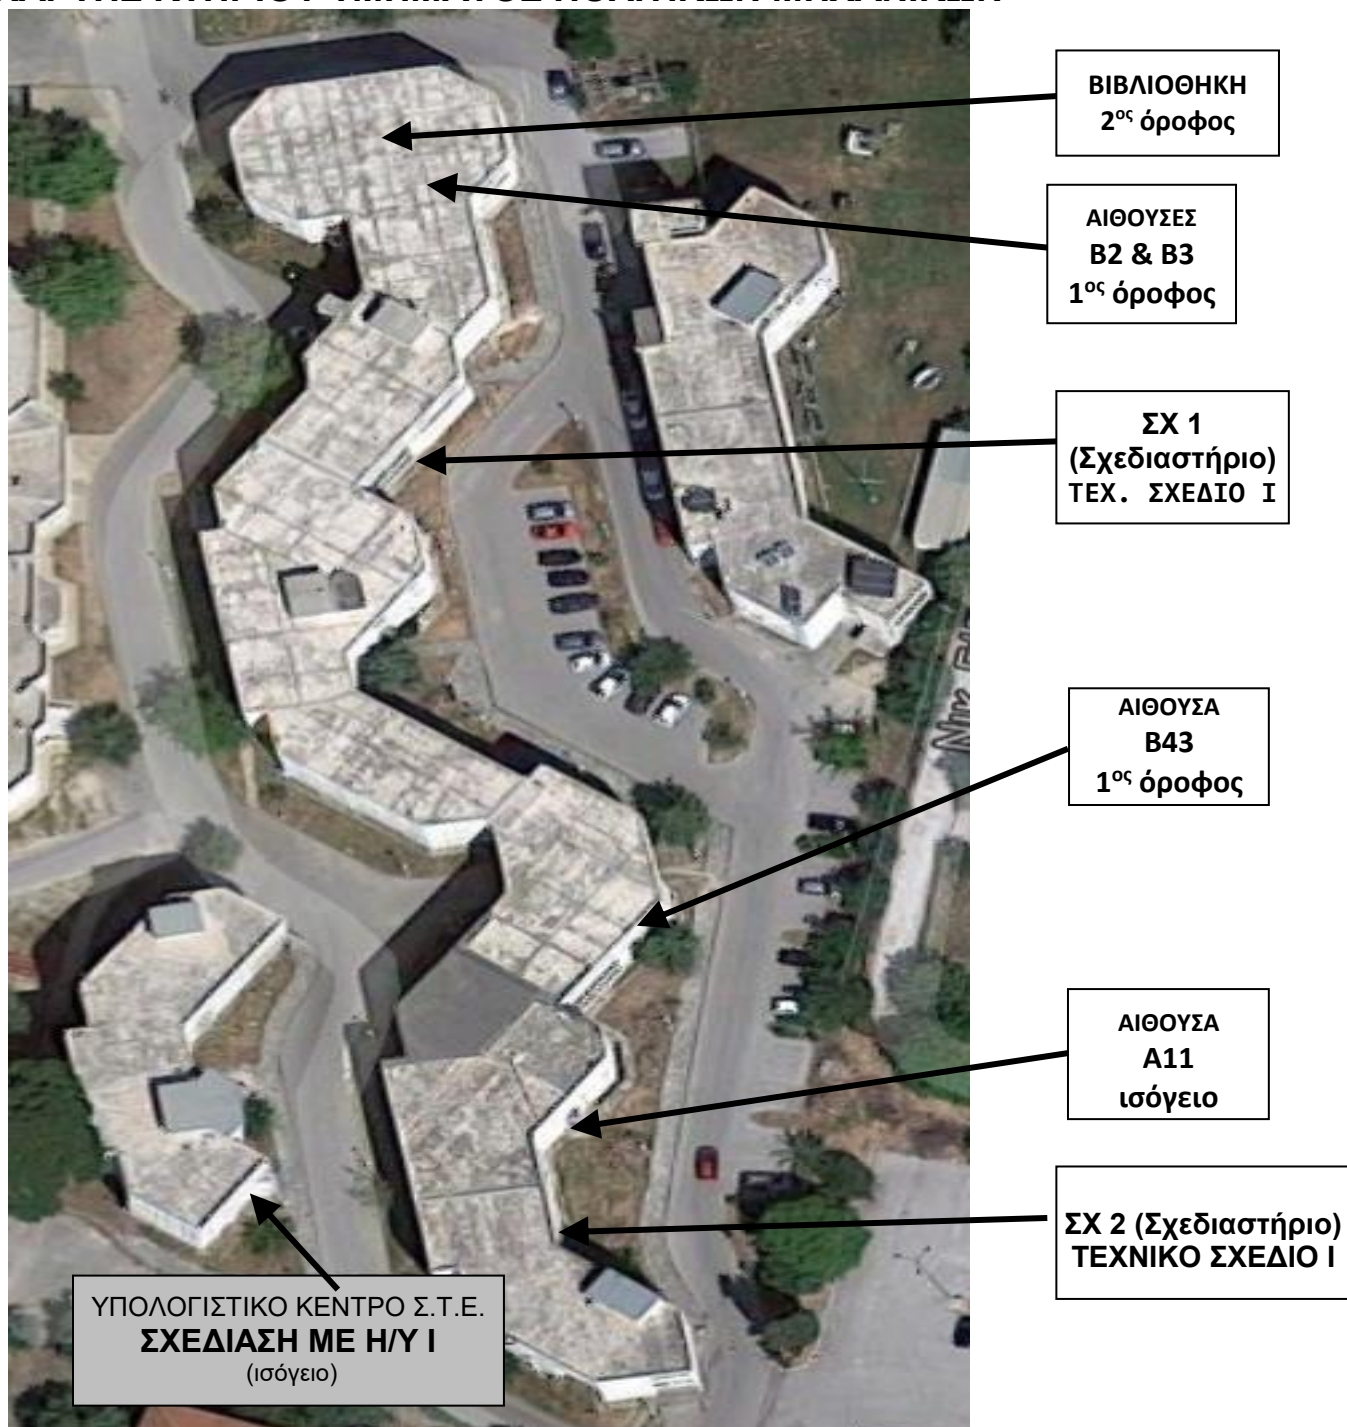 ΒΙΒΛΙΟΘΗΚΗ
2ος όροφος
ΑΙΘΟΥΣΕΣ
Β2 & Β3
1ος όροφος
ΣΧ 1
(Σχεδιαστήριο)
ΤΕΧ. ΣΧΕΔΙΟ Ι
ΑΙΘΟΥΣΑ
Β43
1ος όροφος
ΑΙΘΟΥΣΑ
Α11
ισόγειο
ΣΧ 2 (Σχεδιαστήριο)
ΤΕΧΝΙΚΟ ΣΧΕΔΙΟ Ι
ΥΠΟΛΟΓΙΣΤΙΚΟ ΚΕΝΤΡΟ Σ.Τ.Ε.
ΣΧΕΔΙΑΣΗ ΜΕ Η/Υ Ι
(ισόγειο)